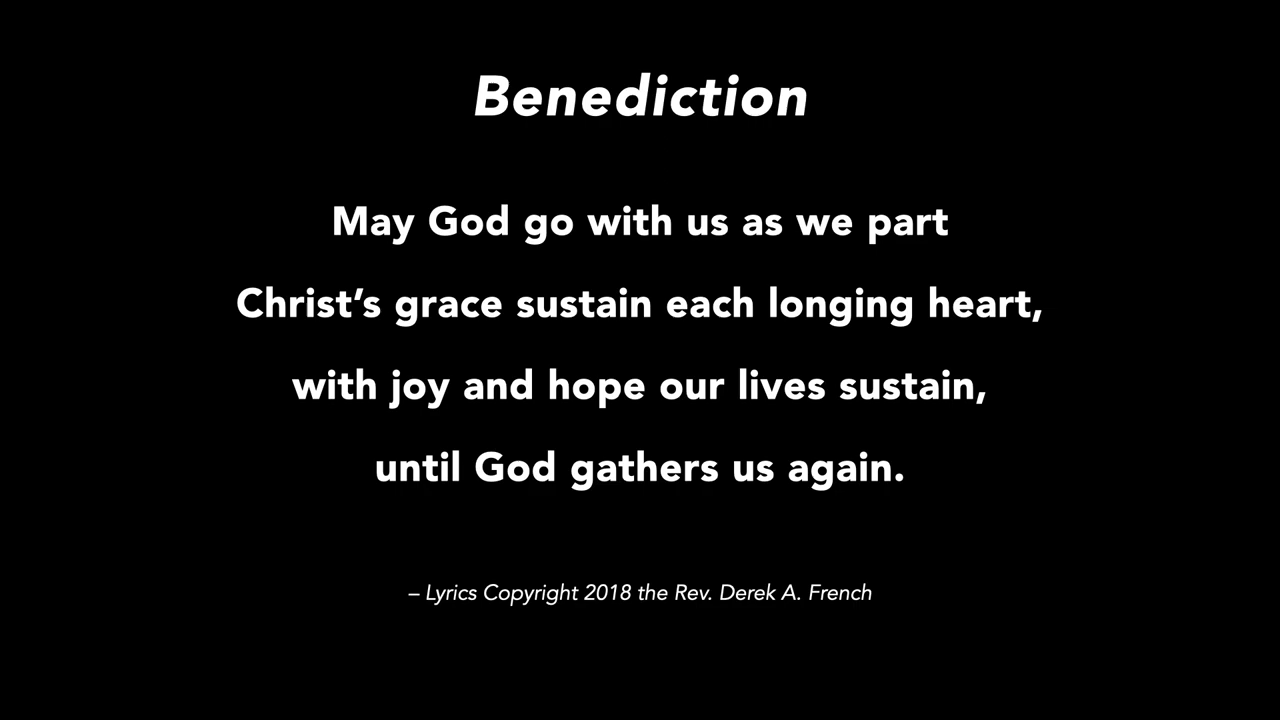 Benediction
May God go with us as we part
Christ’s grace sustain each longing heart,
with joy and hope our lives sustain,
until God gathers us again.
– Lyrics Copyright 2018 the Rev. Derek A. French